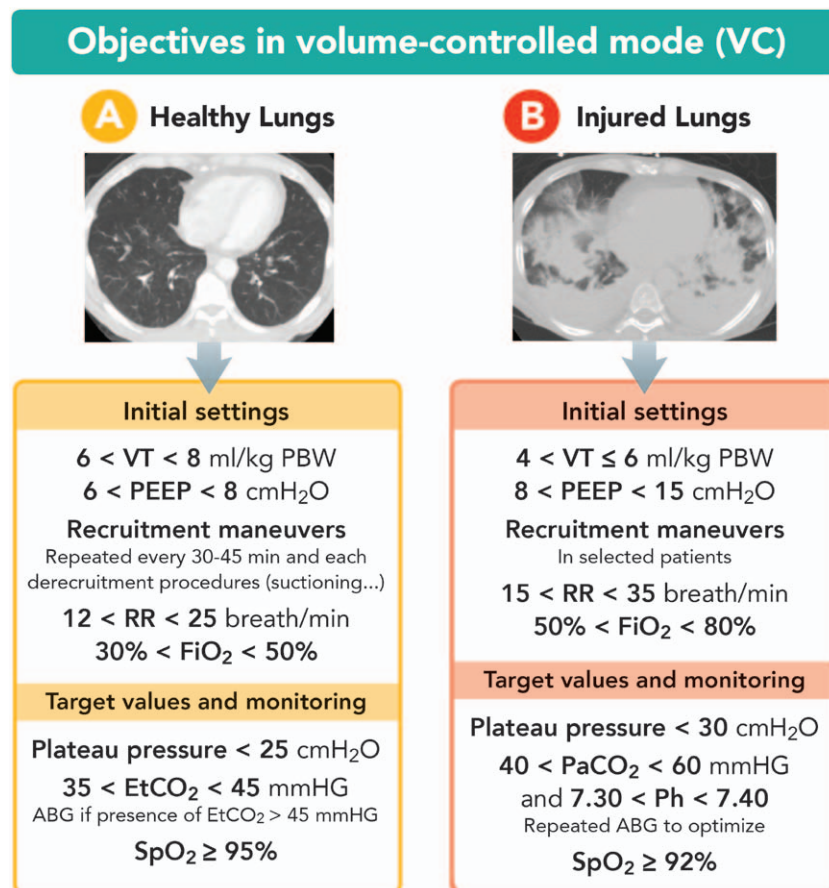 Objectives in volume-controlled mode (VC)
A Healthy Lungs
Initial settings
6 < VT < 8 ml/kg PBW
6 < PEEP < 8 cmH₂O
Recruitment maneuvers
Repeated every 30-45 min and each
derecruitment procedures (suctioning...)
12 < RR < 25 breath/min
30% < FiO₂ < 50%
Target values and monitoring
Plateau pressure < 25 cmH₂O
35 < EtCO₂ < 45 mmHG
ABG if presence of EtCO₂ > 45 mmHG
SpO₂ ≥ 95%
B Injured Lungs
Initial settings
4 < VT ≤ 6 ml/kg PBW
8 < PEEP < 15 cmH₂O
Recruitment maneuvers
In selected patients
15 < RR < 35 breath/min
50% < FiO₂ < 80%
Target values and monitoring
Plateau pressure < 30 cmH₂O
40 < PaCO₂ < 60 mmHG
and 7.30 < Ph < 7.40
Repeated ABG to optimize
SpO₂ ≥ 92%